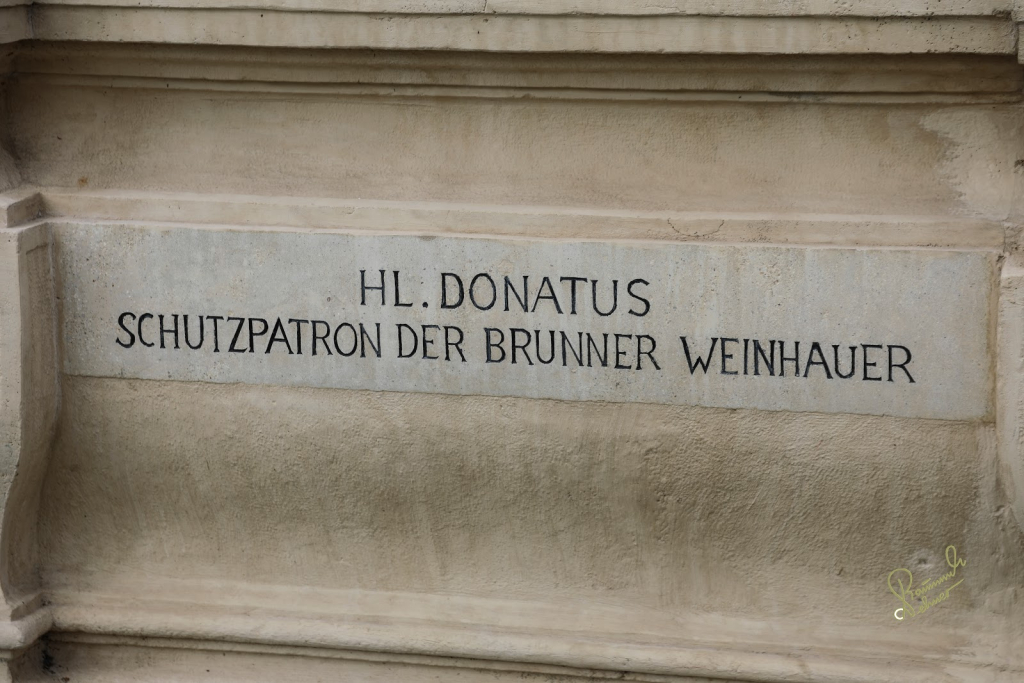 HL. DONATUS
SCHUTZPATRON DER BRUNNER WEINHAUER